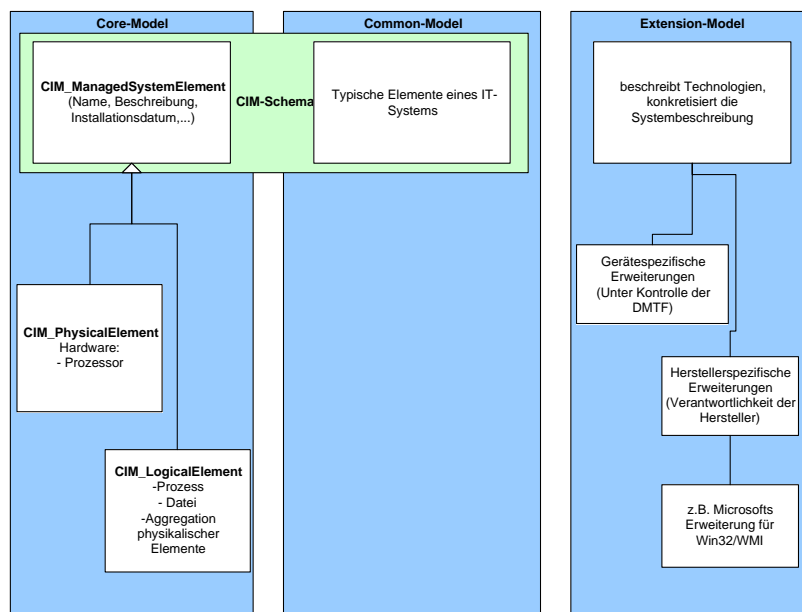 Core-Model
CIM_ManagedSystemElement
(Name, Beschreibung,
Installationsdatum,...)
CIM_PhysicalElement
Hardware:
- Prozessor
CIM_LogicalElement
-Prozess
- Datei
-Aggregation
physikalischer
Elemente
CIM-Schema
Common-Model
Typische Elemente eines IT-
Systems
Extension-Model
beschreibt Technologien,
konkretisiert die
Systembeschreibung
Gerätespezifische
Erweiterungen
(Unter Kontrolle der
DMTF)
Herstellerspezifische
Erweiterungen
(Verantwortlichkeit der
Hersteller)
z.B. Microsofts
Erweiterung für
Win32/WMI